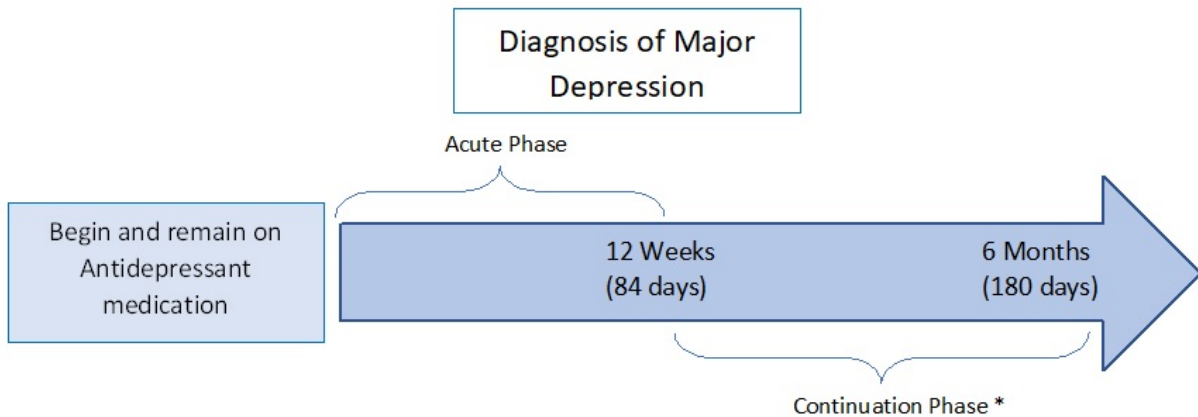 Diagnosis of Major
Depression
Acute Phase
Begin and remain on
Antidepressant
medication
12 Weeks
(84 days)
6 Months
(180 days)
Continuation Phase *